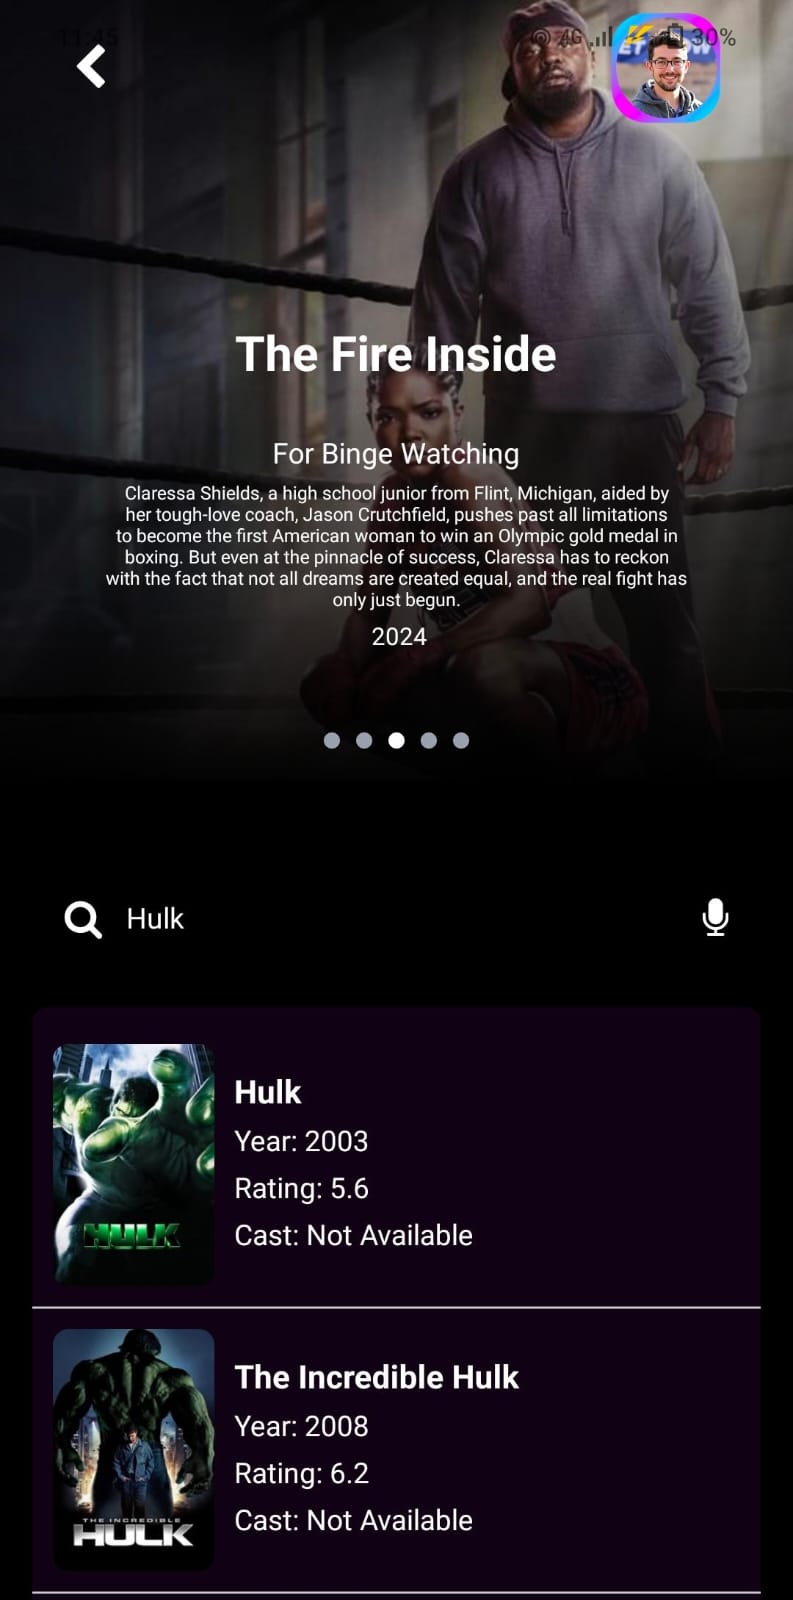 11:45 4G 30%
The Fire Inside
For Binge Watching
Claressa Shields, a high school junior from Flint, Michigan, aided by
her tough-love coach, Jason Crutchfield, pushes past all limitations
to become the first American woman to win an Olympic gold medal in
boxing. But even at the pinnacle of success, Claressa has to reckon
with the fact that not all dreams are created equal, and the real fight has
only just begun.
2024
Hulk
Hulk
Year: 2003
Rating: 5.6
Cast: Not Available
HULK
The Incredible Hulk
Year: 2008
Rating: 6.2
Cast: Not Available
THE INCREDIBLE
HULK